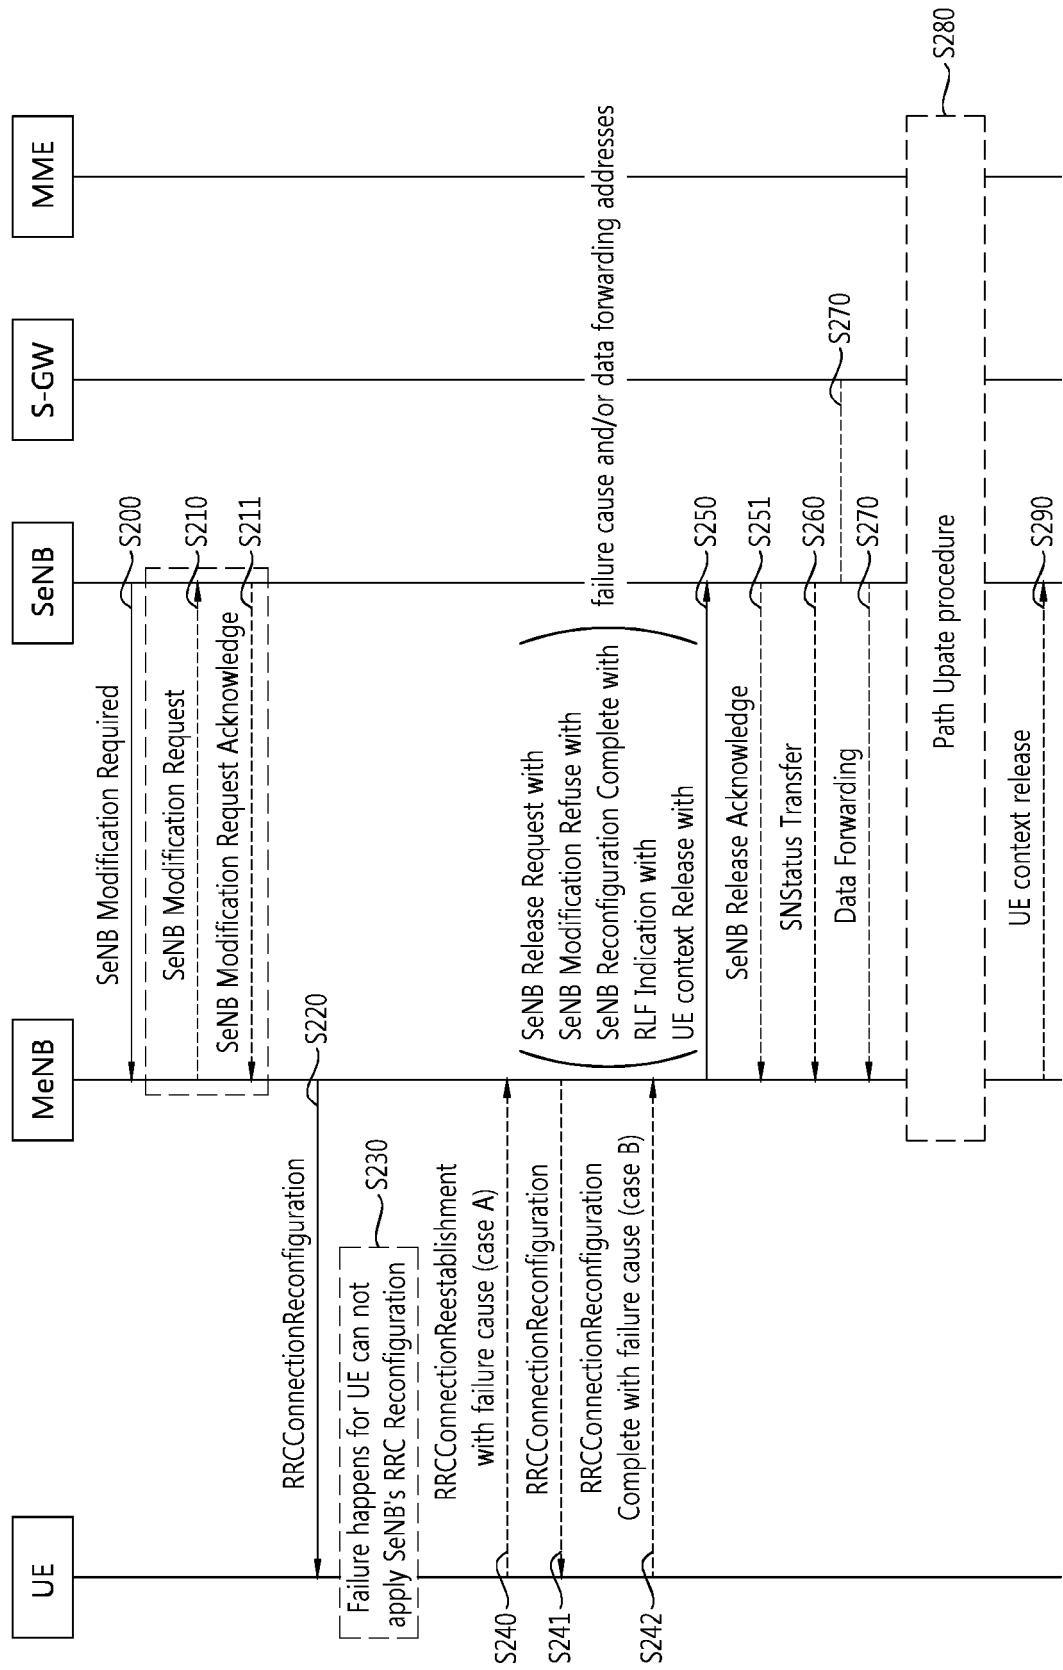 UE
MeNB
SeNB
S-GW
MME
SeNB Modification Required
S200
SeNB Modification Request
S210
SeNB Modification Request Acknowledge
S211
RRCConnectionReconfiguration
S220
Failure happens for UE can not
apply SeNB's RRC Reconfiguration
S230
RRCConnectionReestablishment
with failure cause (case A)
S240
RRCConnectionReconfiguration
S241
RRCConnectionReconfiguration
Complete with failure cause (case B)
S242
SeNB Release Request with
SeNB Modification Refuse with
SeNB Reconfiguration Complete with
RLF Indication with
UE context Release with
failure cause and/or data forwarding addresses
S250
SeNB Release Acknowledge
S251
SNStatus Transfer
S260
Data Forwarding
S270
S270
Path Upate procedure
S280
UE context release
S290